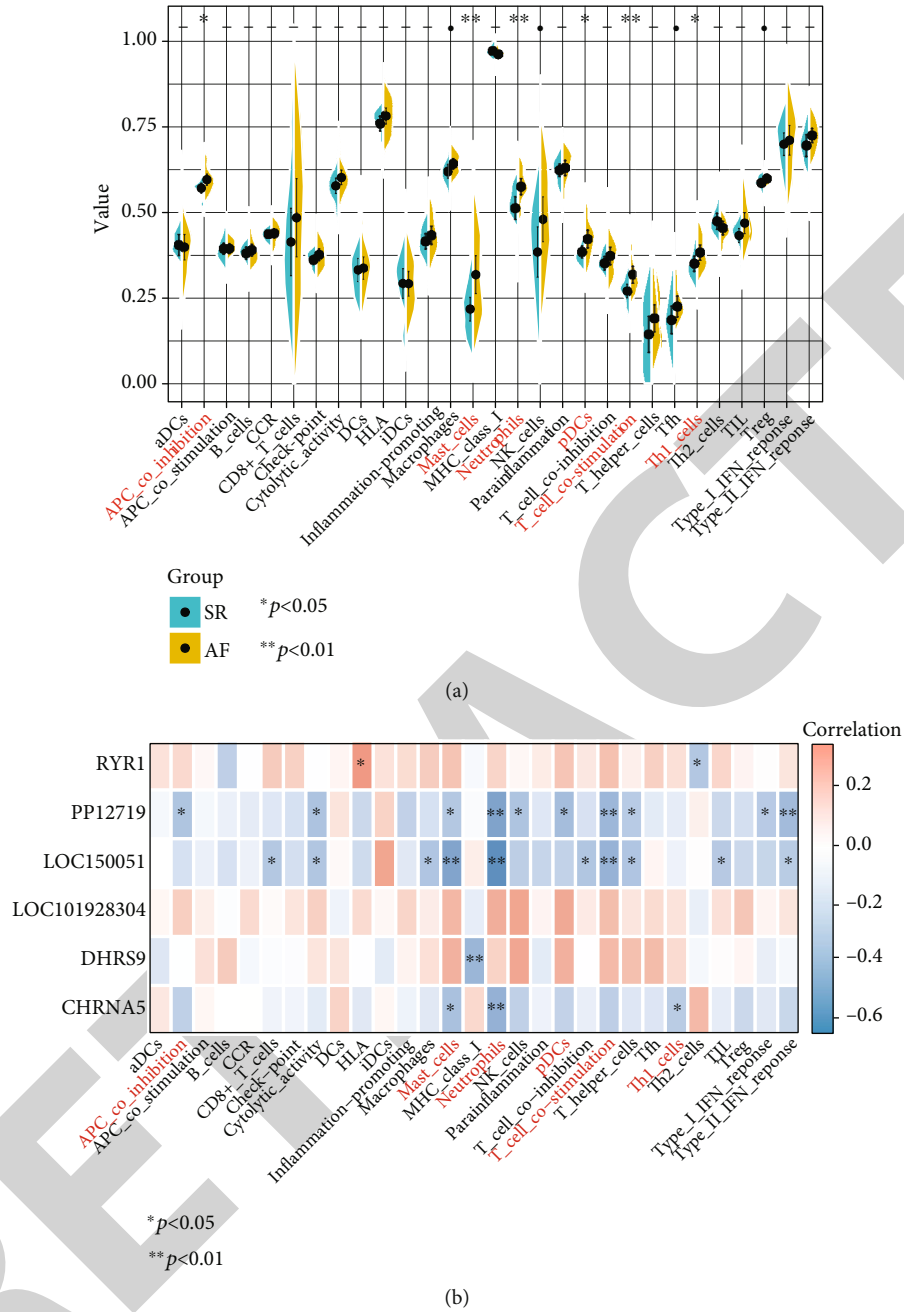 * ** ** * ** *
1.00
0.75
0.50
0.25
0.00
Value
aDCs
APC_co_inhibition
APC_co_stimulation
B_cells
CCR
CD8+_T_cells
Check−point
Cytolytic_activity
DCs
HLA
iDCs
Inflammation−promoting
Macrophages
Mast_cells
MHC_class_I
Neutrophils
NK_cells
Parainflammation
pDCs
T_cell_co−inhibition
T_cell_co−stimulation
T_helper_cells
Tfh
Th1_cells
Th2_cells
TIL
Treg
Type_I_IFN_reponse
Type_II_IFN_reponse
Group
SR
AF
*p<0.05
**p<0.01
(a)
Correlation
0.2
0.0
−0.2
−0.4
−0.6
RYR1 * *
PP12719 * * * ** * * ** * * **
LOC150051 * * * ** ** * ** * * *
LOC101928304
DHRS9 **
CHRNA5 * ** *
aDCs
APC_co_inhibition
APC_co_stimulation
B_cells
CCR
CD8+_T_cells
Check−point
Cytolytic_activity
DCs
HLA
iDCs
Inflammation−promoting
Macrophages
Mast_cells
MHC_class_I
Neutrophils
NK_cells
Parainflammation
pDCs
T_cell_co−inhibition
T_cell_co−stimulation
T_helper_cells
Tfh
Th1_cells
Th2_cells
TIL
Treg
Type_I_IFN_reponse
Type_II_IFN_reponse
*p<0.05
**p<0.01
(b)
RETRACTE